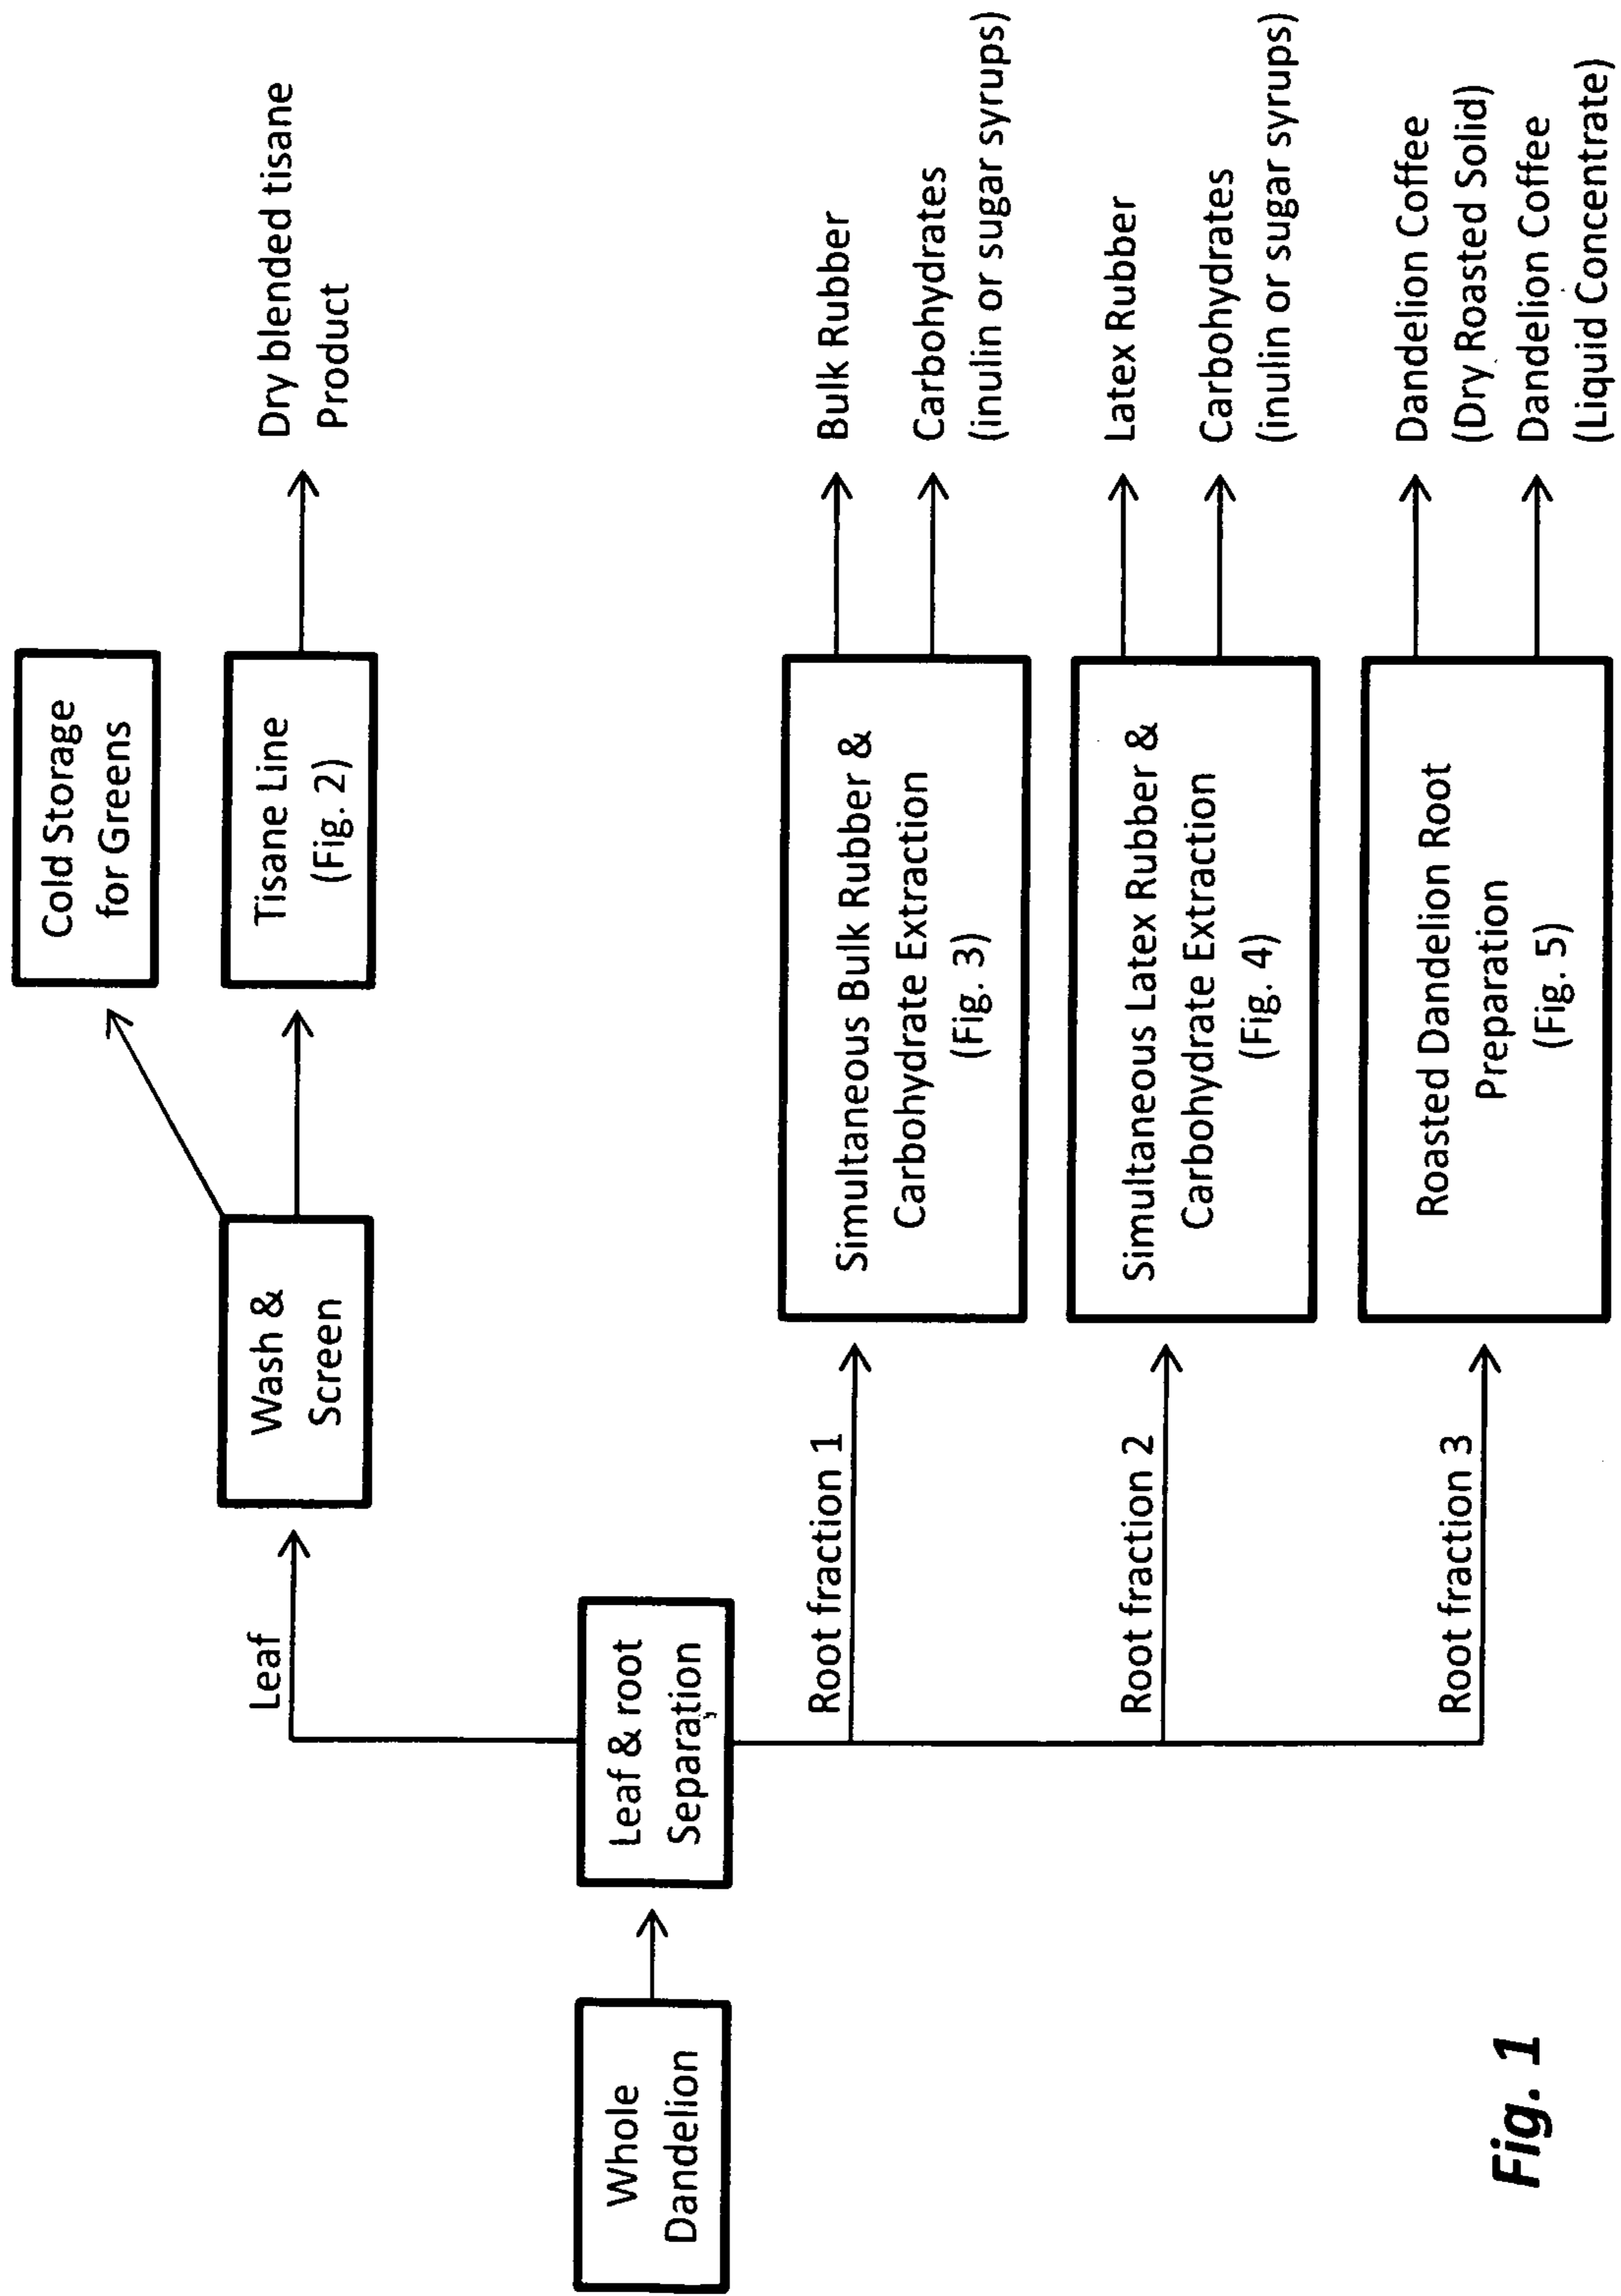 Whole
Dandelion
Leaf & root
Separation
Leaf
Wash &
Screen
Cold Storage
for Greens
Tisane Line
(Fig. 2)
Dry blended tisane
Product
Root fraction 1
Simultaneous Bulk Rubber &
Carbohydrate Extraction
(Fig. 3)
Bulk Rubber
Carbohydrates
(inulin or sugar syrups)
Root fraction 2
Simultaneous Latex Rubber &
Carbohydrate Extraction
(Fig. 4)
Latex Rubber
Carbohydrates
(inulin or sugar syrups)
Root fraction 3
Roasted Dandelion Root
Preparation
(Fig. 5)
Dandelion Coffee
(Dry Roasted Solid)
Dandelion Coffee
(Liquid Concentrate)
Fig. 1